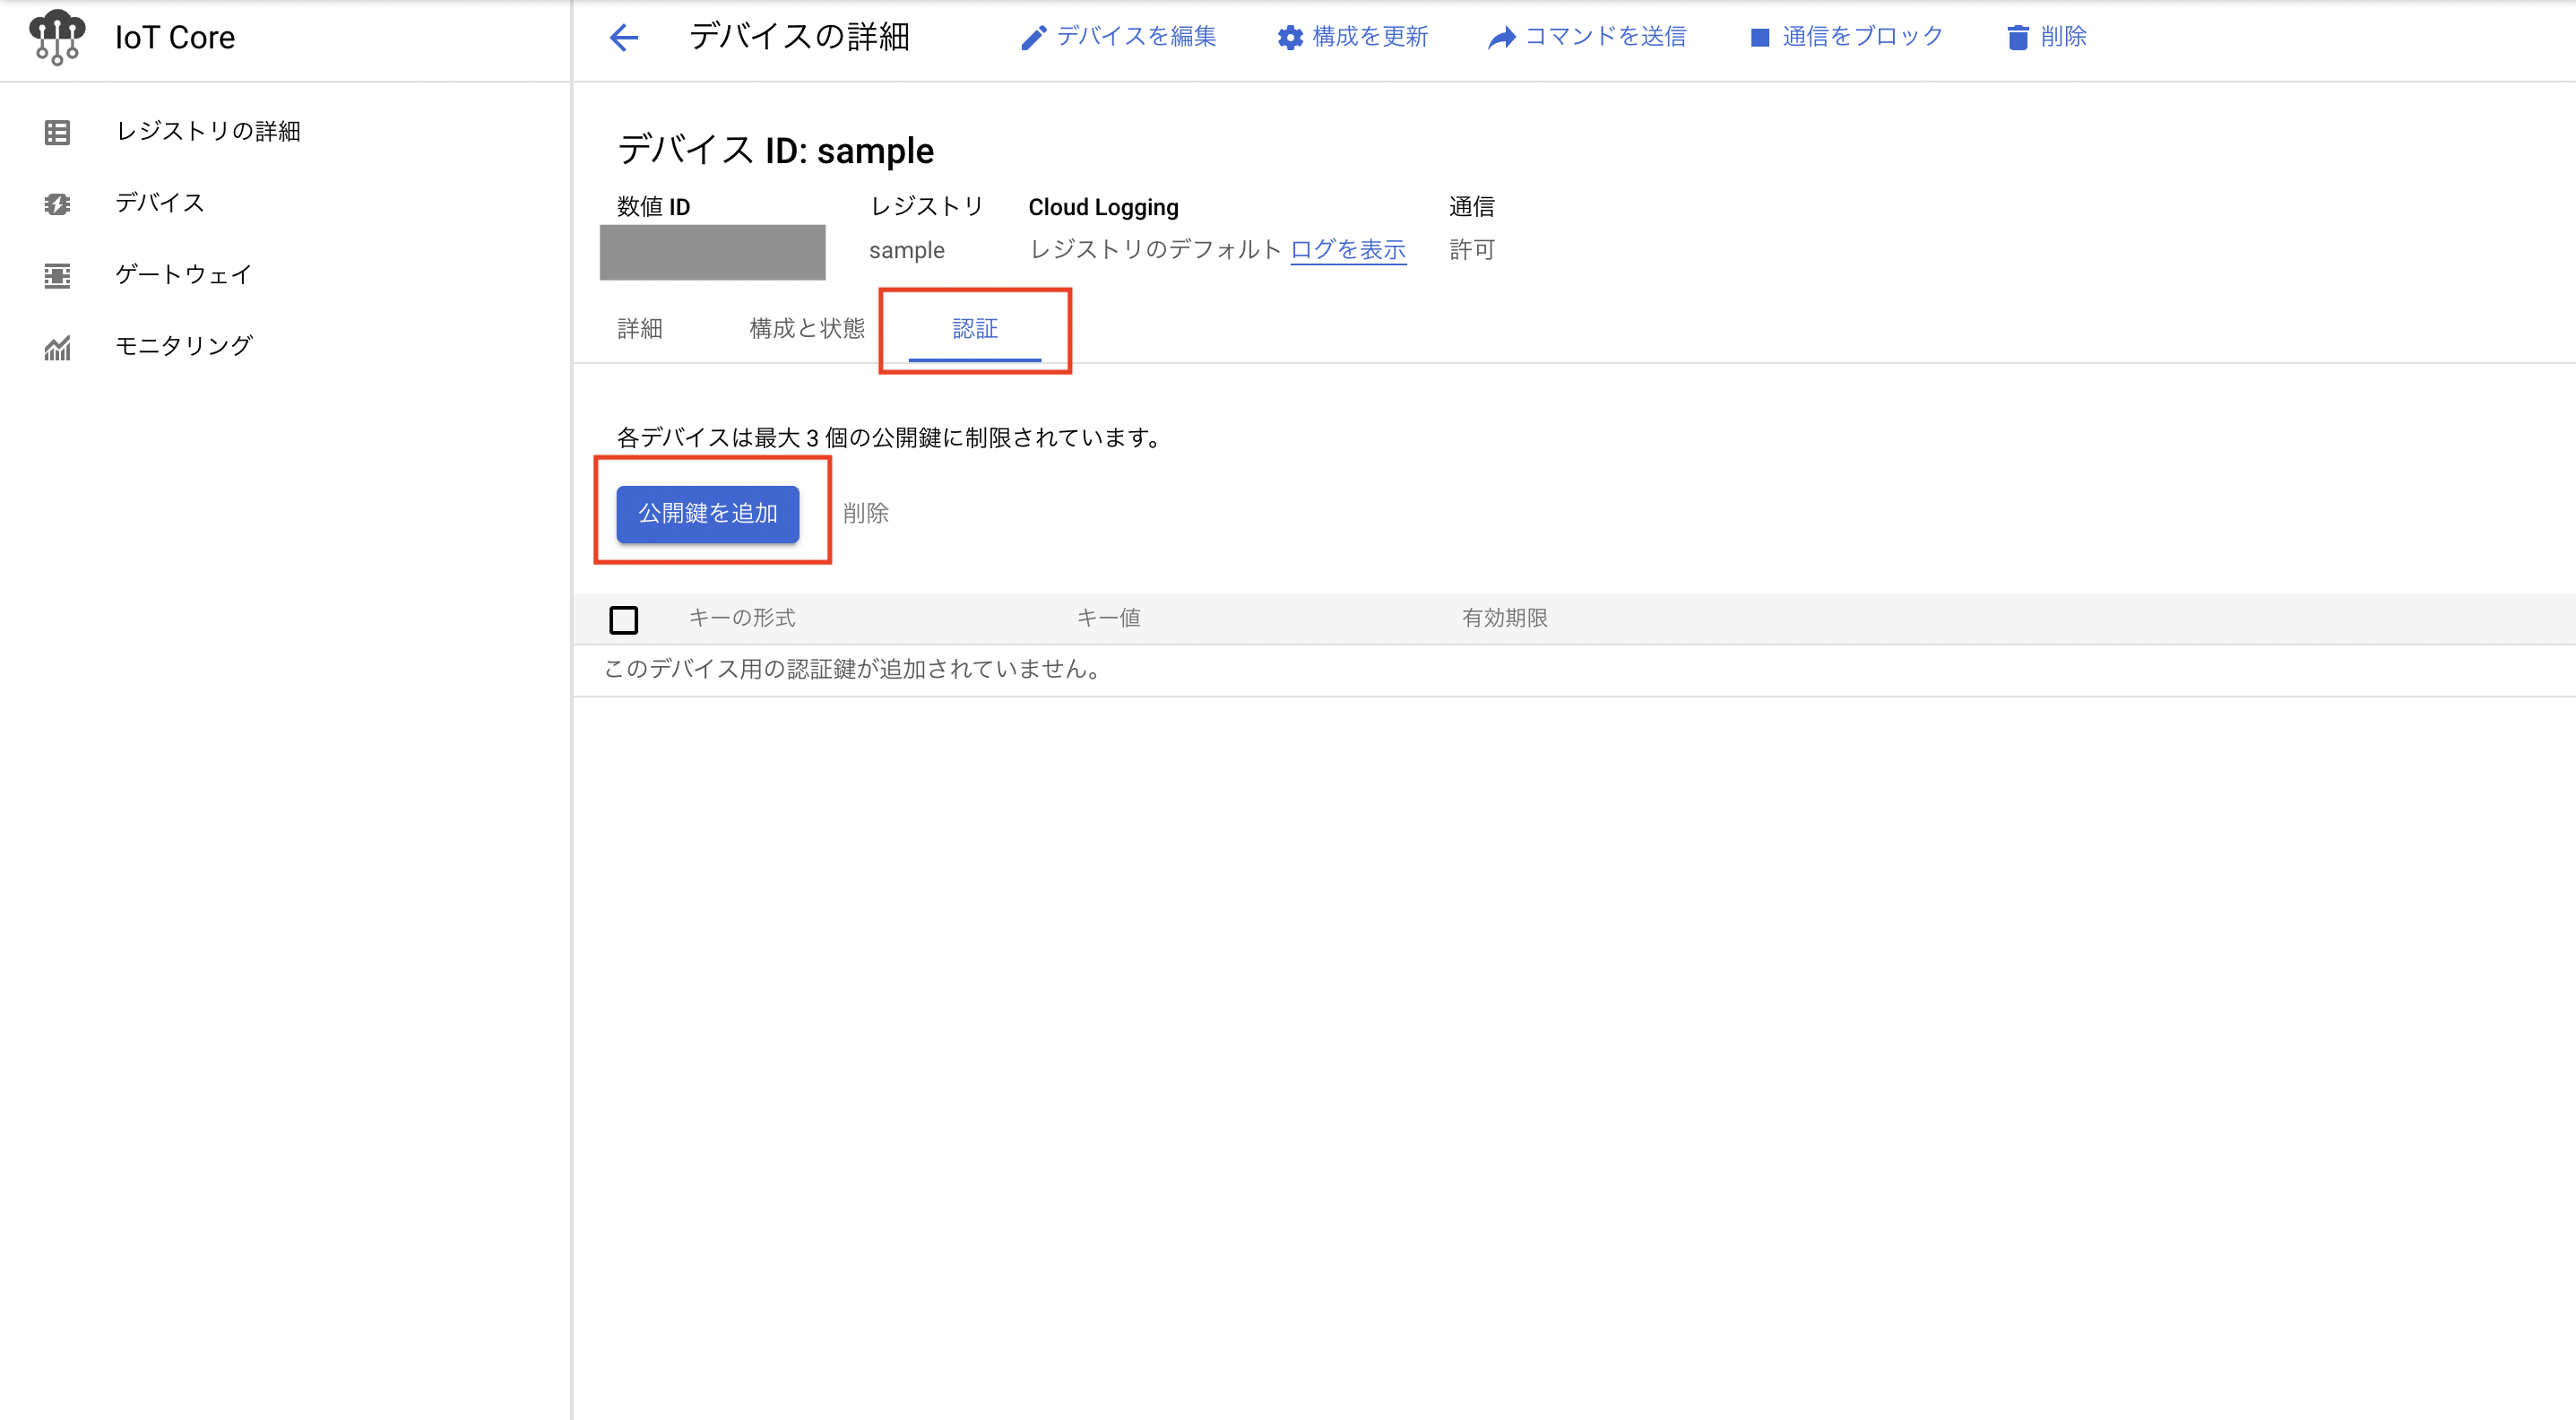 IoT Core
デバイスの詳細 デバイスを編集 構成を更新 コマンドを送信 通信をブロック 削除
レジストリの詳細
デバイス
ゲートウェイ
モニタリング
デバイス ID: sample
数値 ID レジストリ Cloud Logging 通信
sample レジストリのデフォルト ログを表示 許可
詳細 構成と状態 認証
各デバイスは最大 3 個の公開鍵に制限されています。
公開鍵を追加 削除
キーの形式 キー値 有効期限
このデバイス用の認証鍵が追加されていません。